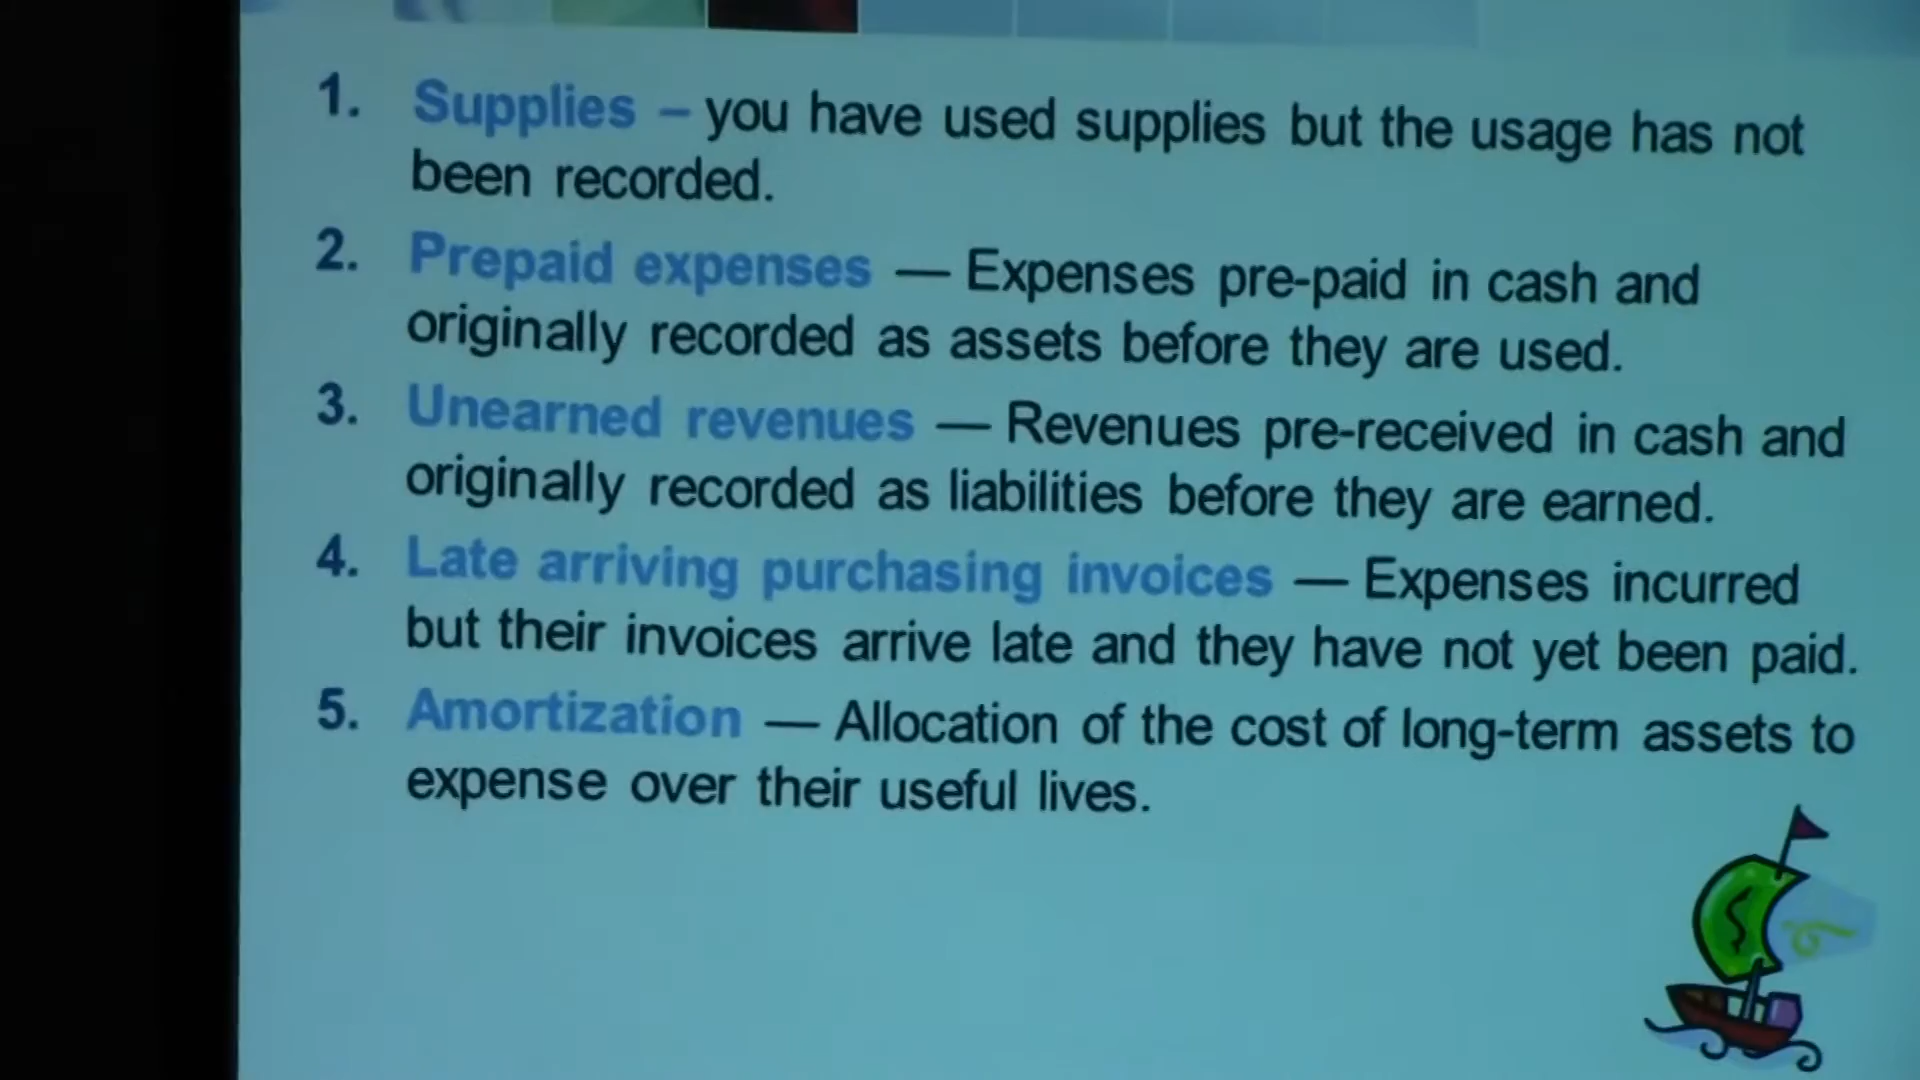 1. Supplies – you have used supplies but the usage has not
been recorded.
2. Prepaid expenses — Expenses pre-paid in cash and
originally recorded as assets before they are used.
3. Unearned revenues — Revenues pre-received in cash and
originally recorded as liabilities before they are earned.
4. Late arriving purchasing invoices — Expenses incurred
but their invoices arrive late and they have not yet been paid.
5. Amortization — Allocation of the cost of long-term assets to
expense over their useful lives.